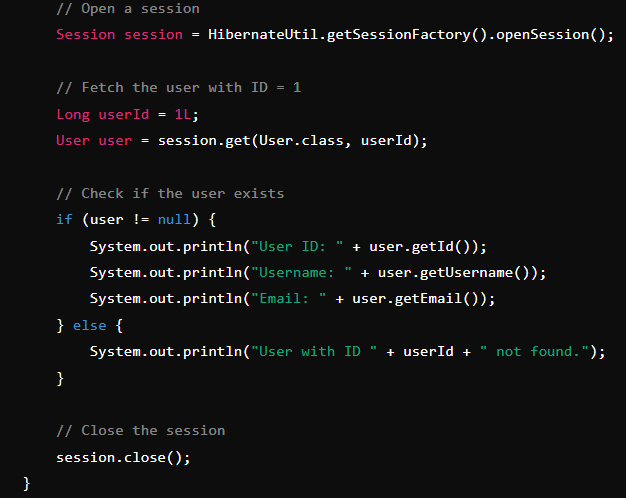 // Open a session
Session session = HibernateUtil.getSessionFactory().openSession();
// Fetch the user with ID = 1
Long userId = 1L;
User user = session.get(User.class, userId);
// Check if the user exists
if (user != null) {
System.out.println("User ID: " + user.getId());
System.out.println("Username: " + user.getUsername());
System.out.println("Email: " + user.getEmail());
} else {
System.out.println("User with ID " + userId + " not found.");
}
// Close the session
session.close();
}